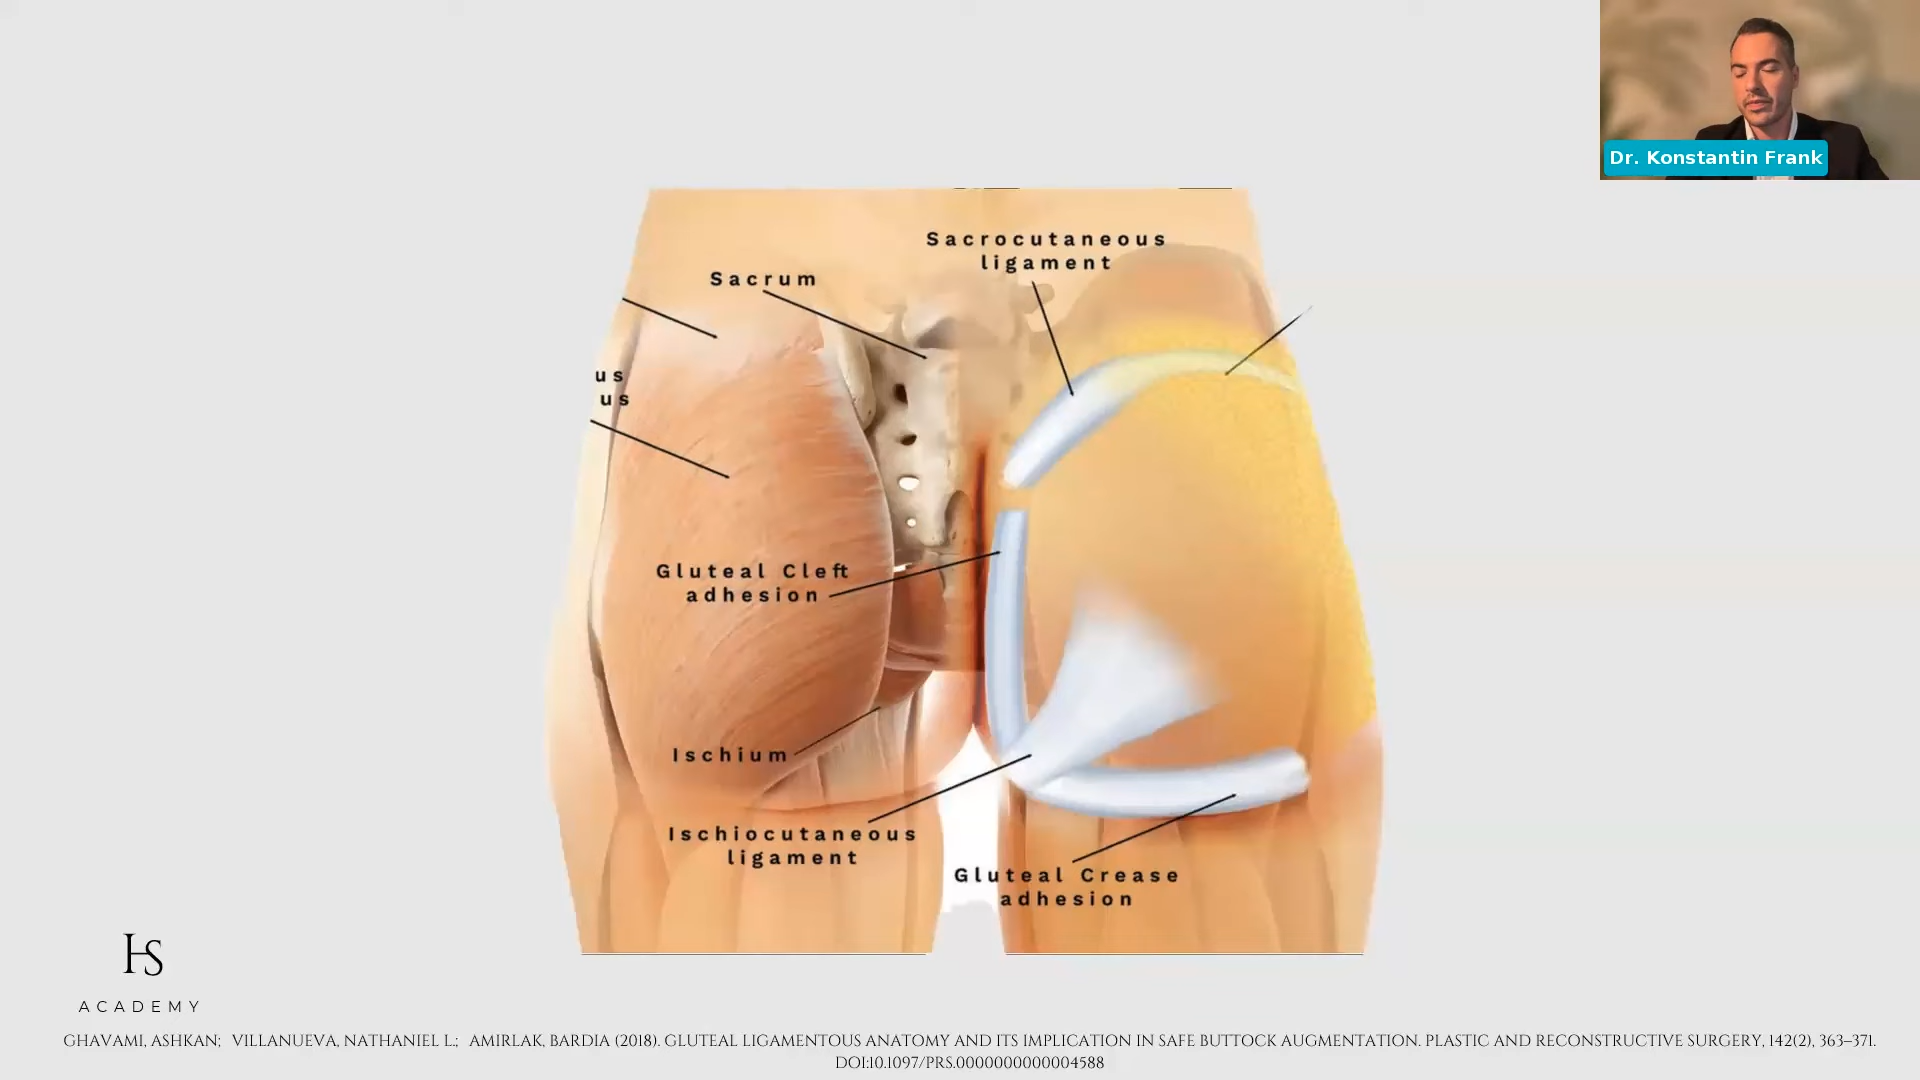 Dr. Konstantin Frank
Sacrocutaneous
ligament
Sacrum
us
us
Gluteal Cleft
adhesion
Ischium
Ischiocutaneous
ligament
Gluteal Crease
adhesion
HS
ACADEMY
GHAVAMI, ASHKAN; VILLANUEVA, NATHANIEL L.; AMIRLAK, BARDIA (2018). GLUTEAL LIGAMENTOUS ANATOMY AND ITS IMPLICATION IN SAFE BUTTOCK AUGMENTATION. PLASTIC AND RECONSTRUCTIVE SURGERY, 142(2), 363–371.
DOI:10.1097/PRS.0000000000004588